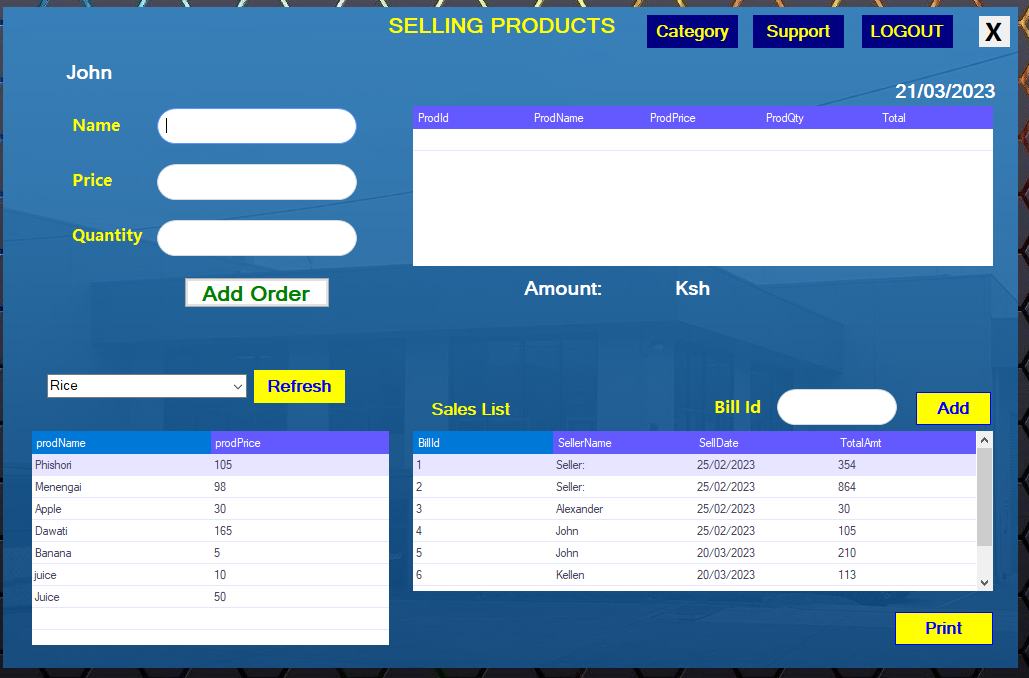 SELLING PRODUCTS
Category Support LOGOUT X
John
21/03/2023
Name
Price
Quantity
Add Order
ProdId ProdName ProdPrice ProdQty Total
Amount: Ksh
Rice Refresh
Sales List Bill Id Add
prodName prodPrice
Phishori 105
Menengai 98
Apple 30
Dawati 165
Banana 5
juice 10
Juice 50
BillId SellerName SellDate TotalAmt
1 Seller: 25/02/2023 354
2 Seller: 25/02/2023 864
3 Alexander 25/02/2023 30
4 John 25/02/2023 105
5 John 20/03/2023 210
6 Kellen 20/03/2023 113
Print